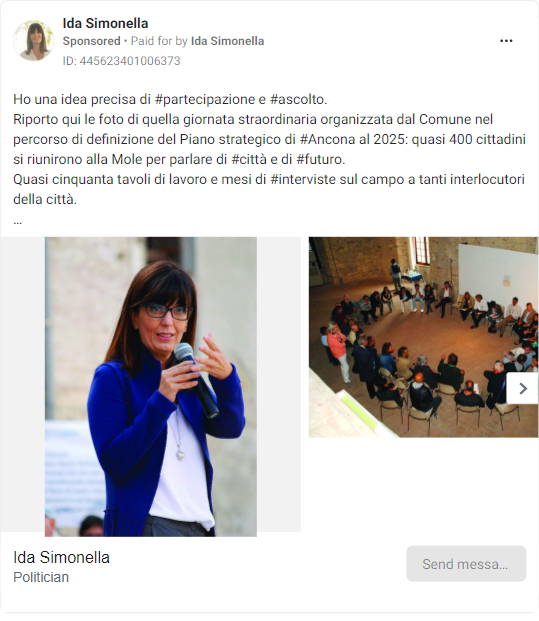 Ida Simonella
Sponsored • Paid for by Ida Simonella
ID: 445623401006373
Ho una idea precisa di #partecipazione e #ascolto.
Riporto qui le foto di quella giornata straordinaria organizzata dal Comune nel
percorso di definizione del Piano strategico di #Ancona al 2025: quasi 400 cittadini
si riunirono alla Mole per parlare di #città e di #futuro.
Quasi cinquanta tavoli di lavoro e mesi di #interviste sul campo a tanti interlocutori
della città.
...
Ida Simonella
Politician
Send messa...